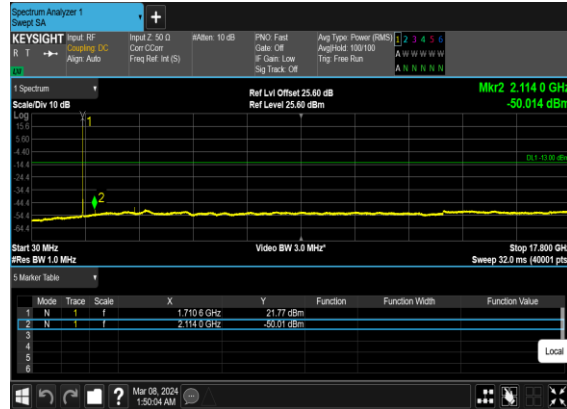 Spectrum Analyzer 1
Swept SA
+
KEYSIGHT
R T
Input: RF
Coupling: DC
Align: Auto
Input Z: 50 Ω
Corr CCorr
Freq Ref: Int (S)
#Atten: 10 dB
PNO: Fast
Gate: Off
IF Gain: Low
Sig Track: Off
Avg Type: Power (RMS)
Avg|Hold: 100/100
Trig: Free Run
1 2 3 4 5 6
A W W W W W
A N N N N N
1 Spectrum
Scale/Div 10 dB
Ref Lvl Offset 25.60 dB
Ref Level 25.60 dBm
Mkr2 2.114 0 GHz
-50.014 dBm
Log
15.6
5.60
-4.40
-14.4
-24.4
-34.4
-44.4
-54.4
-64.4
1
2
DL1 -13.00 dBm
Start 30 MHz
#Res BW 1.0 MHz
Video BW 3.0 MHz*
Stop 17.800 GHz
Sweep 32.0 ms (40001 pts)
5 Marker Table
Mode Trace Scale X Y Function Function Width Function Value
1 N 1 f 1.710 6 GHz 21.77 dBm
2 N 1 f 2.114 0 GHz -50.01 dBm
3
4
5
6
Local
?
Mar 08, 2024
1:50:04 AM